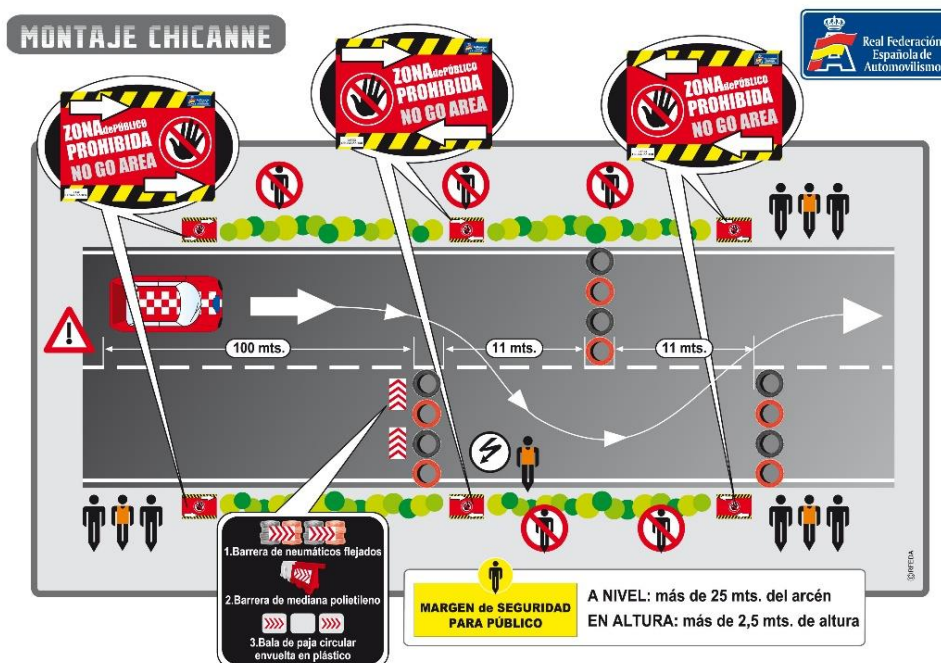 MONTAJE CHICANNE
Real Federación
Española de
Automovilismo
ZONA de PÚBLICO
PROHIBIDA
NO GO AREA
ZONA de PÚBLICO
PROHIBIDA
NO GO AREA
ZONA de PÚBLICO
PROHIBIDA
NO GO AREA
100 mts.
11 mts.
11 mts.
1.Barrera de neumáticos flejados
2.Barrera de mediana polietileno
3.Bala de paja circular
envuelta en plástico
MARGEN de SEGURIDAD
PARA PÚBLICO
A NIVEL: más de 25 mts. del arcén
EN ALTURA: más de 2,5 mts. de altura
©RFEDA